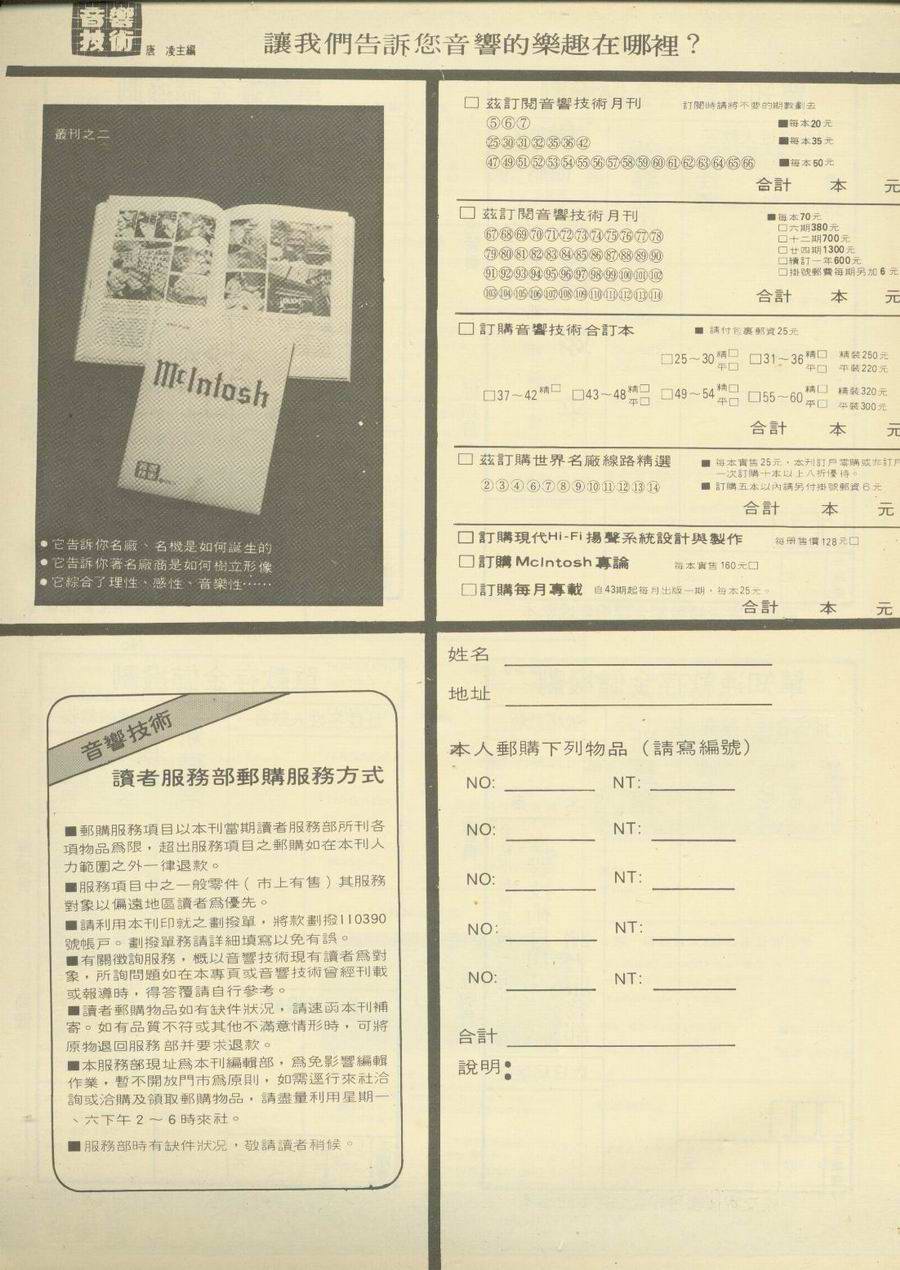 音響
技術
唐 凌主編
讓我們告訴您音響的樂趣在哪裡？
叢刊之二
McIntosh
●它告訴你名廠、名機是如何誕生的
●它告訴你著名廠商是如何樹立形像
●它綜合了理性、感性、音樂性……
□ 茲訂閱音響技術月刊 訂閱時請將不要的期數劃去
⑤⑥⑦ ■每本20元
㉕㉚㉛㉜㉟㊱㊷ ■每本35元
㊼㊾51 52 53 54 55 56 57 58 59 60 61 62 63 64 65 66 ■每本50元
合計 本 元
□ 茲訂閱音響技術月刊 ■每本70元
67 68 69 70 71 72 73 74 75 76 77 78 □六期380元
□十二期700元
79 80 81 82 83 84 85 86 87 88 89 90 □廿四期1300元
□續訂一年600元
91 92 93 94 95 96 97 98 99 100 101 102 □掛號郵費每期另加6元
103 104 105 106 107 108 109 110 111 112 113 114 合計 本 元
□訂購音響技術合訂本 ■請付包裹郵資25元
□25～30精□平□ □31～36精□平□ 精裝250元 平裝220元
□37～42精□ □43～48精□平□ □49～54精□平□ □55～60精□平□ 精裝320元 平裝300元
合計 本 元
□ 茲訂購世界名廠線路精選 ■每本實售25元，本刊訂戶零購或非訂戶
一次訂購十本以上八折優待。
②③④⑥⑦⑧⑨⑩⑪⑫⑬⑭ ■訂購五本以內請另付掛號郵資6元
合計 本 元
□訂購現代Hi-Fi揚聲系統設計與製作 每冊售價128元□
□訂購McIntosh專論 每本實售160元□
□訂購每月專載 自43期起每月出版一期，每本25元。
合計 本 元
音響技術
讀者服務部郵購服務方式
■郵購服務項目以本刊當期讀者服務部所刊各
項物品為限，超出服務項目之郵購如在本刊人
力範圍之外一律退款。
■服務項目中之一般零件（市上有售）其服務
對象以偏遠地區讀者為優先。
■請利用本刊印就之劃撥單，將款劃撥110390
號帳戶。劃撥單務請詳細填寫以免有誤。
■有關徵詢服務，概以音響技術現有讀者為對
象，所詢問題如在本專頁或音響技術曾經刊載
或報導時，得答覆請自行參考。
■讀者郵購物品如有缺件狀況，請速函本刊補
寄。如有品質不符或其他不滿意情形時，可將
原物退回服務部并要求退款。
■本服務部現址為本刊編輯部，為免影響編輯
作業，暫不開放門市為原則，如需逕行來社洽
詢或洽購及領取郵購物品，請盡量利用星期一
、六下午2～6時來社。
■服務部時有缺件狀況，敬請讀者稍候。
姓名
地址
本人郵購下列物品（請寫編號）
NO: NT:
NO: NT:
NO: NT:
NO: NT:
NO: NT:
合計
說明：